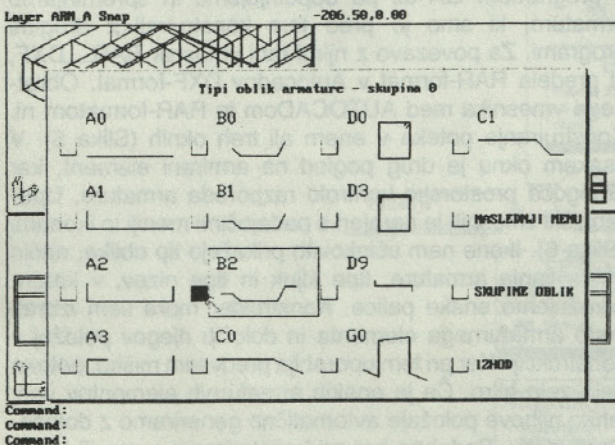 Layer ARM_A Snap -206.50,0.00
Tipi oblik armature - skupina 0
A0 B0 D0 C1
A1 B1 D3
NASLEDNJI MENU
A2 B2 D5
SKUPINE OBLIK
A3 C0 G0
IZHOD
Command:
Command:
Command: